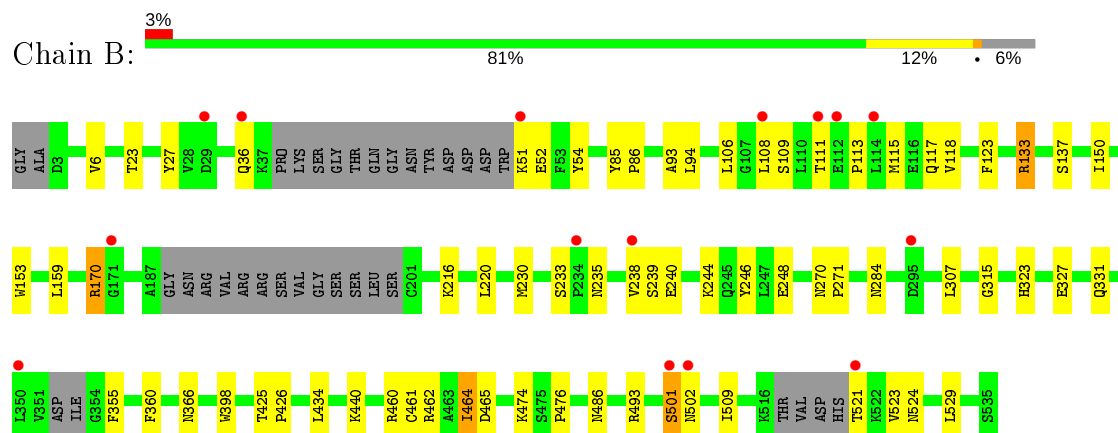 3%
Chain B:
81% 12% • 6%
GLY ALA D3 V6 T23 Y27 V28 D29 Q36 K37 PRO LYS SER GLY THR GLN GLY ASN TYR ASP ASP ASP TRP K51 E52 F53 Y54 Y85 P86 A93 L94 L106 G107 L108 S109 L110 T111 E112 P113 L114 M115 E116 Q117 V118 F123 R133 S137 I150
W153 L159 R170 G171 A187 GLY ASN ARG VAL ARG ARG SER VAL GLY SER SER LEU SER C201 K216 L220 M230 S233 P234 N235 V238 S239 E240 K244 Q245 Y246 L247 E248 N270 P271 N284 D295 L307 G315 H323 E327 Q331
L350 V351 ASP ILE G354 F355 F360 N366 W398 T425 P426 L434 K440 R460 C461 R462 A463 I464 D465 K474 S475 P476 N486 R493 S501 N502 I509 K516 THR VAL ASP HIS T521 K522 V523 N524 L529 S535